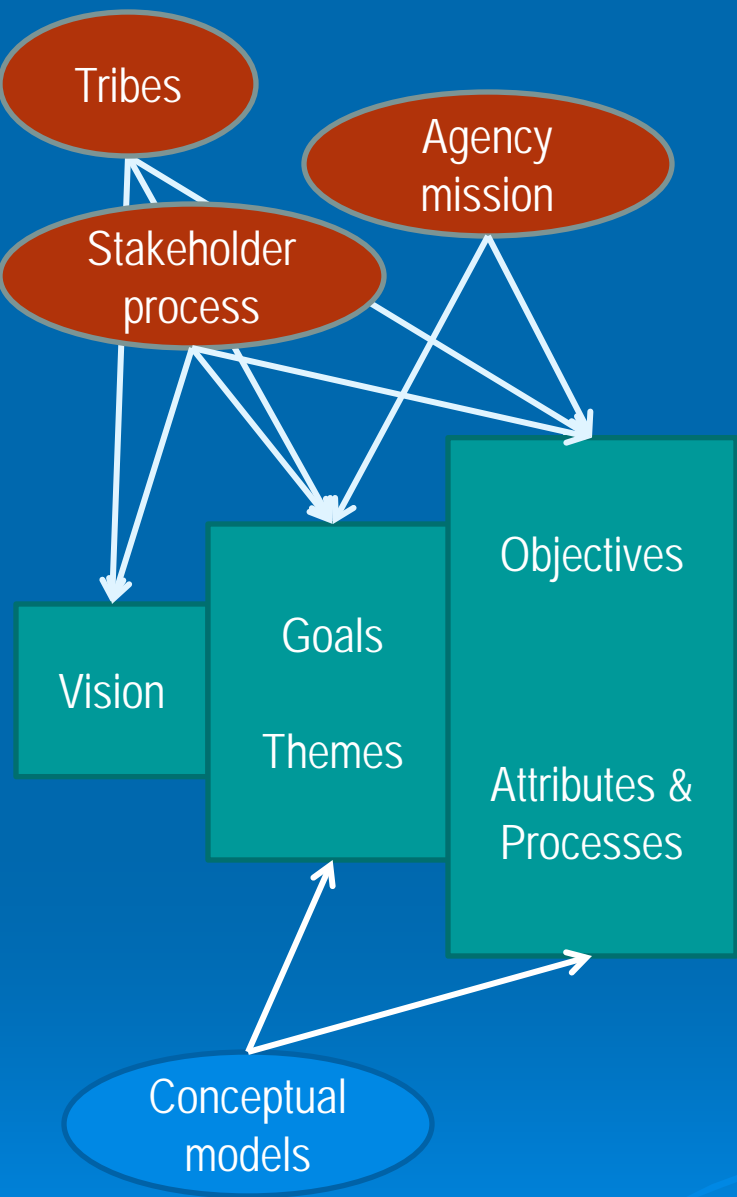 Tribes
Agency
mission
Stakeholder
process
Objectives
Goals
Vision
Themes
Attributes &
Processes
Conceptual
models